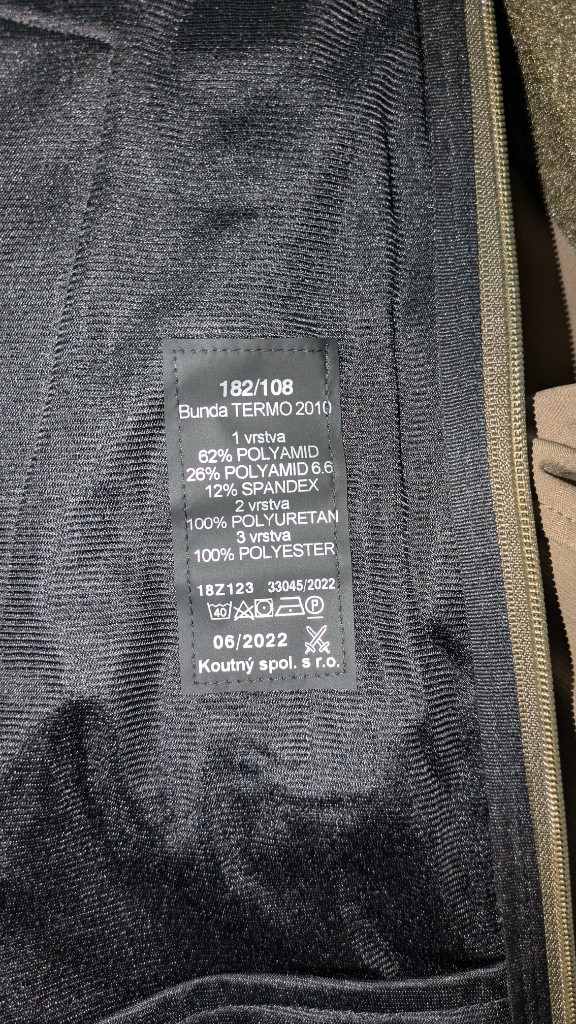 182/108
Bunda TERMO 2010
1 vrstva
62% POLYAMID
26% POLYAMID 6.6
12% SPANDEX
2 vrstva
100% POLYURETAN
3 vrstva
100% POLYESTER
18Z123 33045/2022
40 P
06/2022
Koutný spol. s r.o.